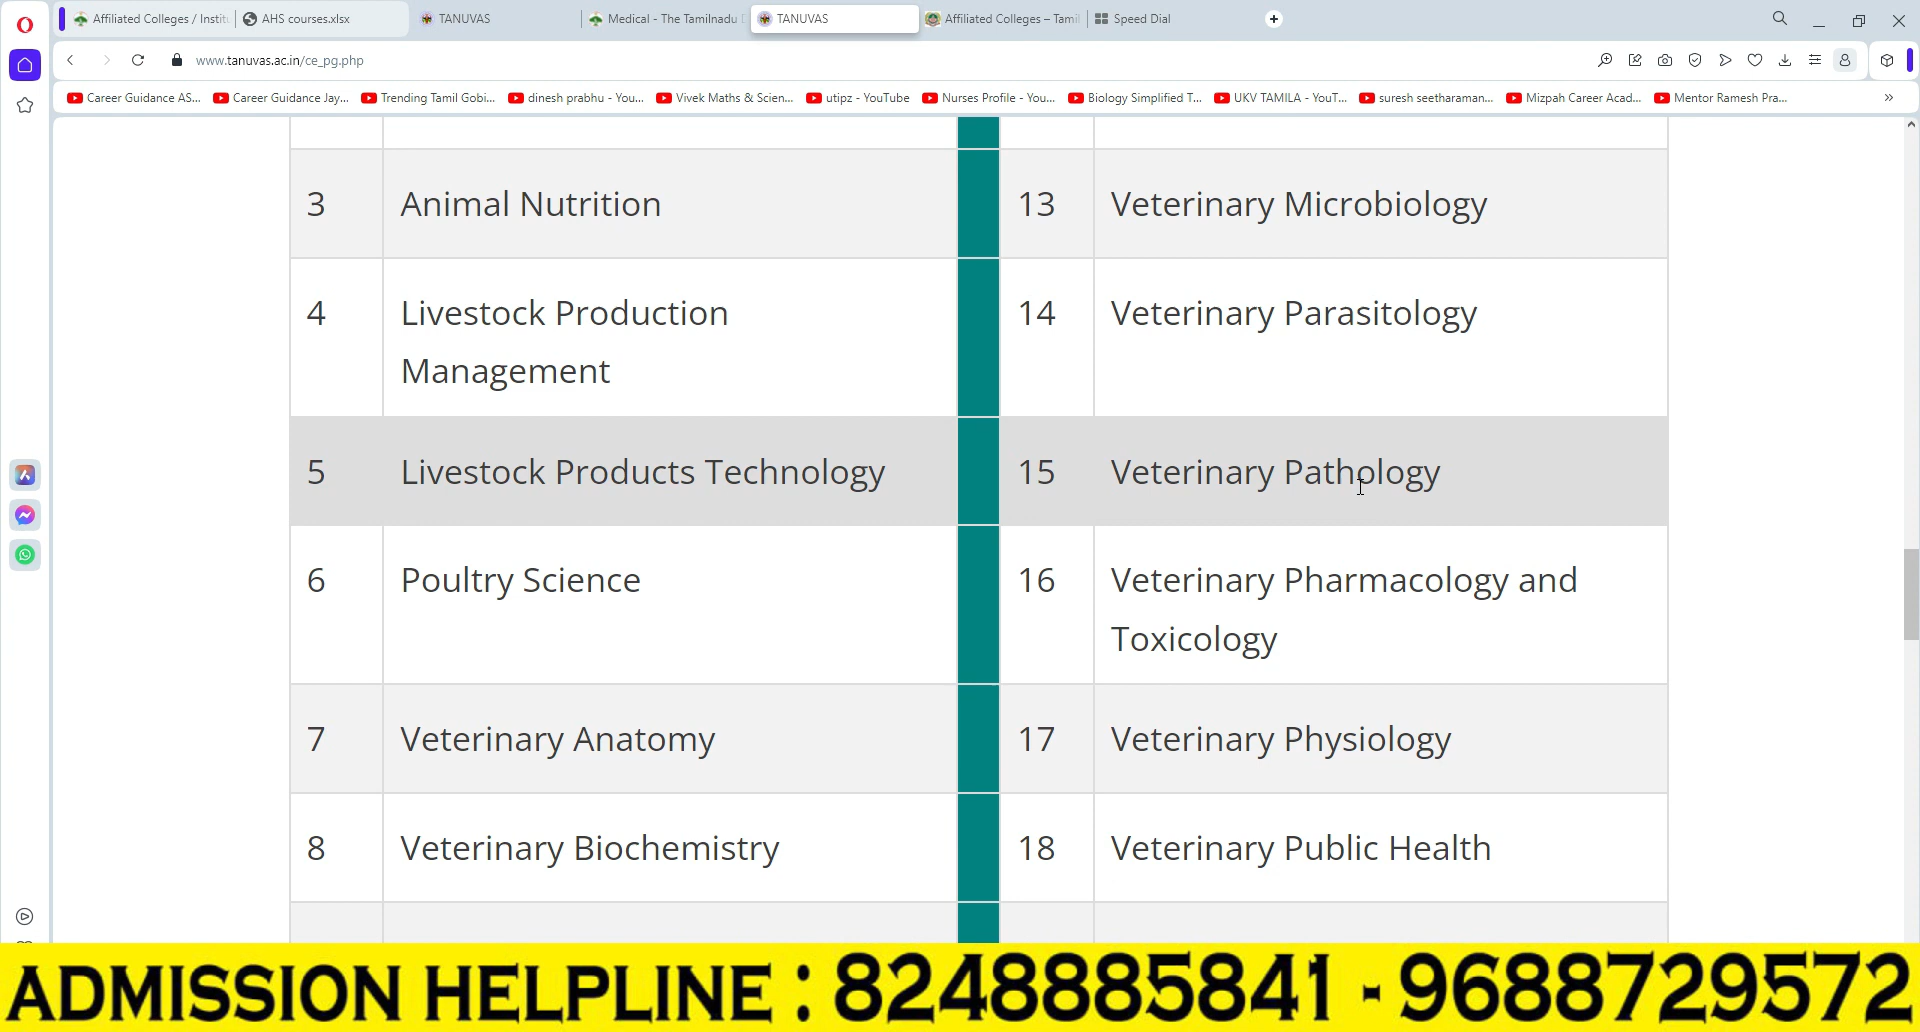 Affiliated Colleges / Instit
AHS courses.xlsx
TANUVAS
Medical - The Tamilnadu
TANUVAS
Affiliated Colleges – Tamil
Speed Dial
www.tanuvas.ac.in/ce_pg.php
Career Guidance AS...
Career Guidance Jay...
Trending Tamil Gobi...
dinesh prabhu - You...
Vivek Maths & Scien...
utipz - YouTube
Nurses Profile - You...
Biology Simplified T...
UKV TAMILA - YouT...
suresh seetharaman...
Mizpah Career Acad...
Mentor Ramesh Pra...
3 Animal Nutrition 13 Veterinary Microbiology
4 Livestock Production 14 Veterinary Parasitology
Management
5 Livestock Products Technology 15 Veterinary Pathology
6 Poultry Science 16 Veterinary Pharmacology and
Toxicology
7 Veterinary Anatomy 17 Veterinary Physiology
8 Veterinary Biochemistry 18 Veterinary Public Health
ADMISSION HELPLINE : 8248885841 - 9688729572